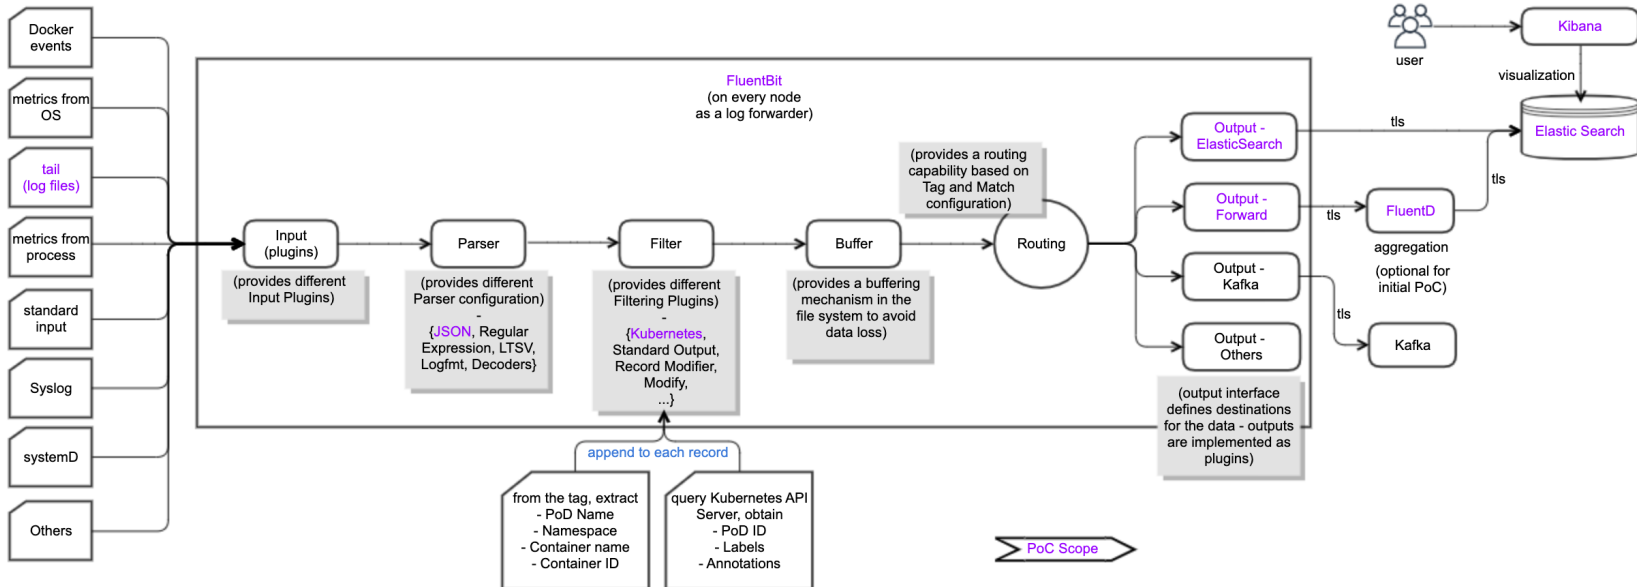 Docker
events
metrics from
OS
tail
(log files)
metrics from
process
standard
input
Syslog
systemD
Others
FluentBit
(on every node
as a log forwarder)
Input
(plugins)
(provides different
Input Plugins)
Parser
(provides different
Parser configuration)
-
{JSON, Regular
Expression, LTSV,
Logfmt, Decoders}
Filter
(provides different
Filtering Plugins)
-
{Kubernetes,
Standard Output,
Record Modifier,
Modify,
...}
append to each record
from the tag, extract
- PoD Name
- Namespace
- Container name
- Container ID
query Kubernetes API
Server, obtain
- PoD ID
- Labels
- Annotations
Buffer
(provides a buffering
mechanism in the
file system to avoid
data loss)
(provides a routing
capability based on
Tag and Match
configuration)
Routing
Output -
ElasticSearch
Output -
Forward
Output -
Kafka
Output -
Others
(output interface
defines destinations
for the data - outputs
are implemented as
plugins)
tls
tls
tls
tls
FluentD
aggregation
(optional for
initial PoC)
Kafka
user
Kibana
visualization
Elastic Search
PoC Scope